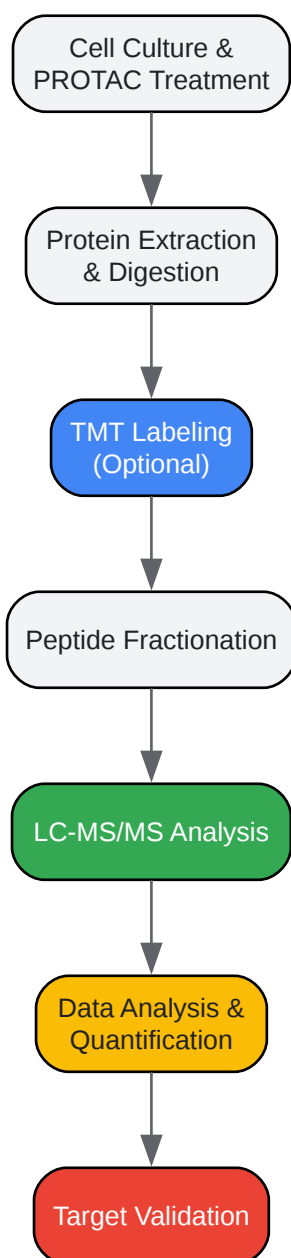 Cell Culture &
PROTAC Treatment
Protein Extraction
& Digestion
TMT Labeling
(Optional)
Peptide Fractionation
LC-MS/MS Analysis
Data Analysis &
Quantification
Target Validation